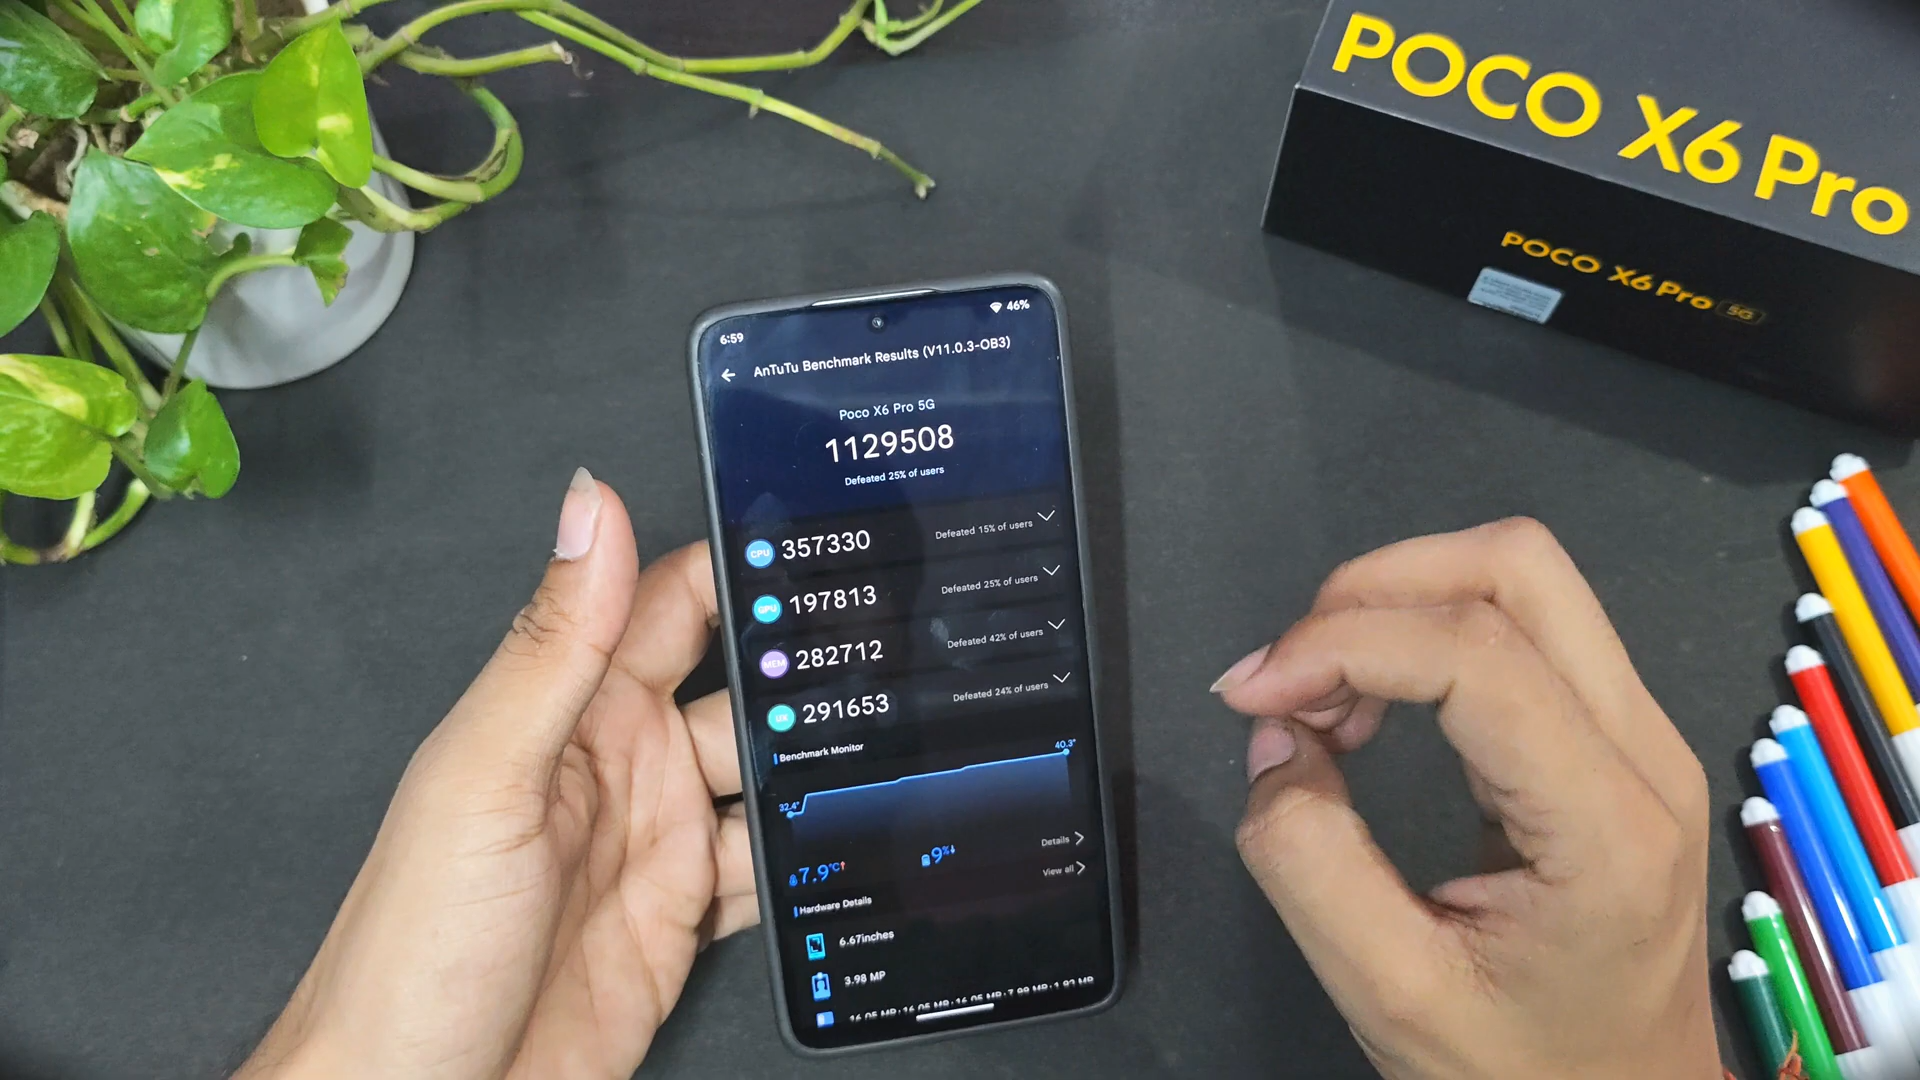 POCO X6 Pro
POCO X6 Pro 5G
6:59
46%
AnTuTu Benchmark Results (V11.0.3-OB3)
Poco X6 Pro 5G
1129508
Defeated 25% of users
CPU 357330 Defeated 15% of users
GPU 197813 Defeated 25% of users
MEM 282712 Defeated 42% of users
UX 291653 Defeated 24% of users
Benchmark Monitor
40.3°
32.4°
7.9°C 9% Details
View all
Hardware Details
6.67inches
3.98 MP
16.05 MP